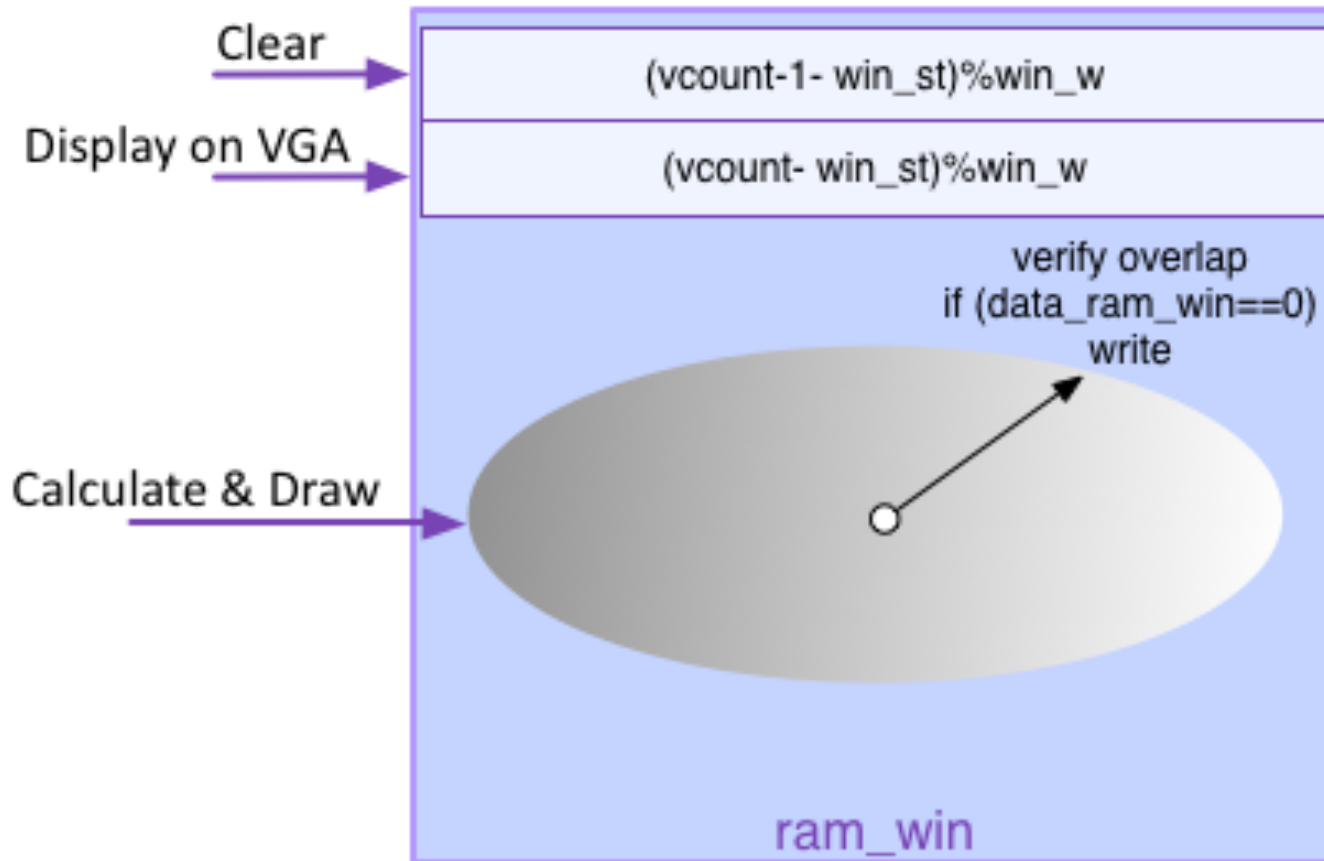 Clear
(vcount-1- win_st)%win_w
Display on VGA
(vcount- win_st)%win_w
verify overlap
if (data_ram_win==0)
write
Calculate & Draw
ram_win